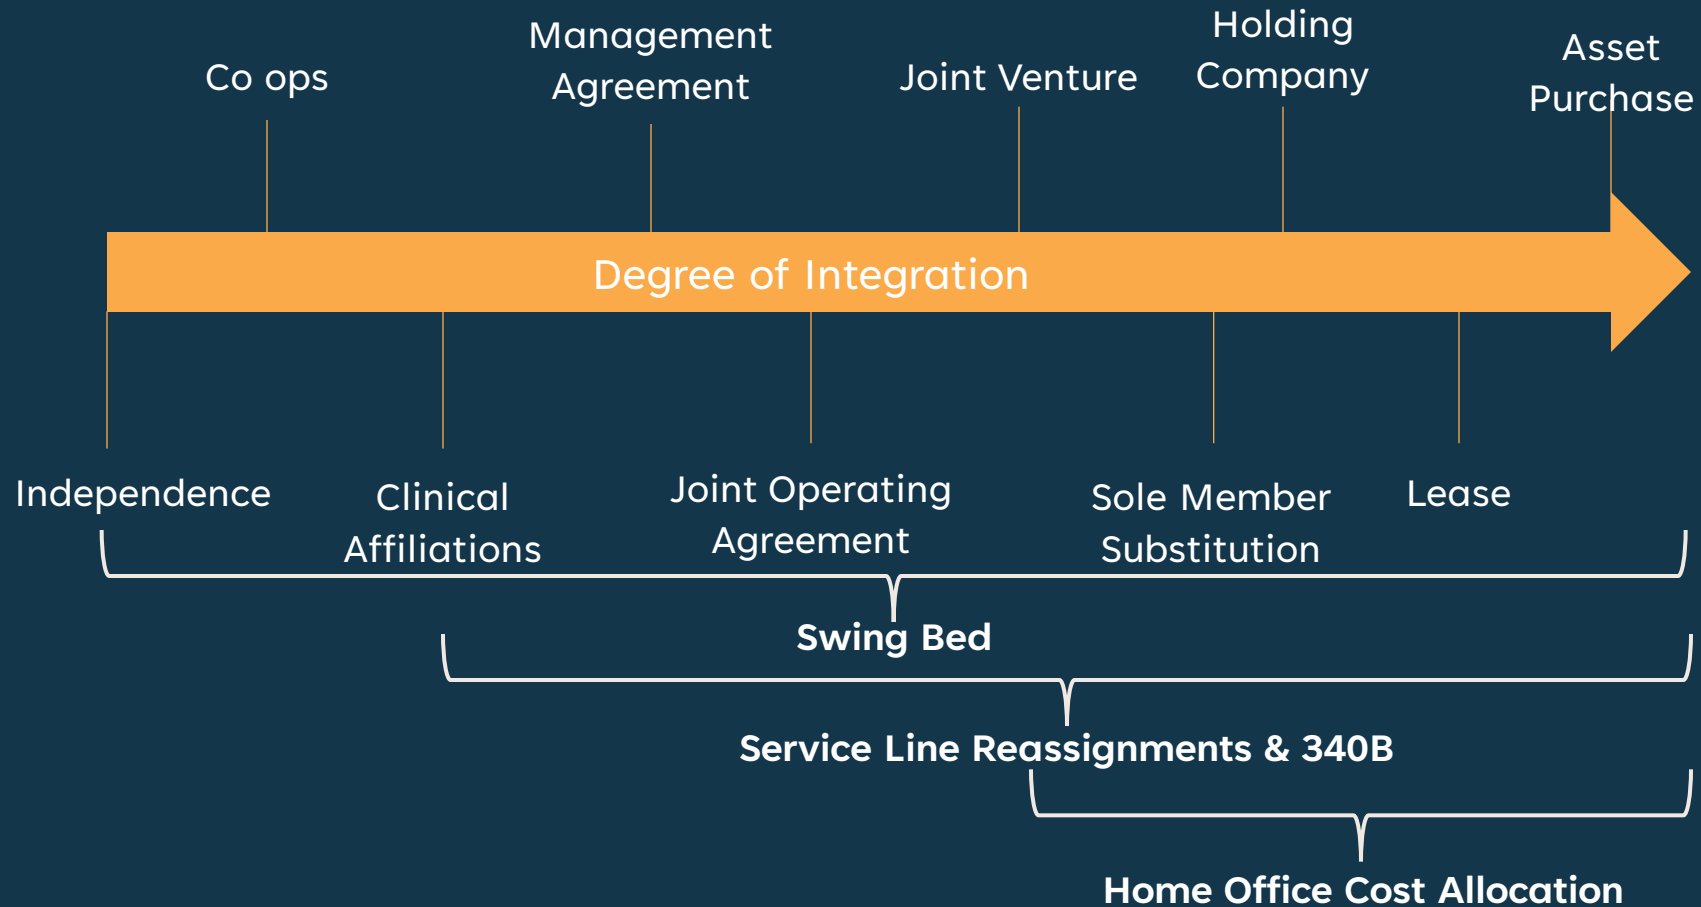 Co ops
Management
Agreement
Joint Venture
Holding
Company
Asset
Purchase
Degree of Integration
Independence
Clinical
Affiliations
Joint Operating
Agreement
Sole Member
Substitution
Lease
Swing Bed
Service Line Reassignments & 340B
Home Office Cost Allocation